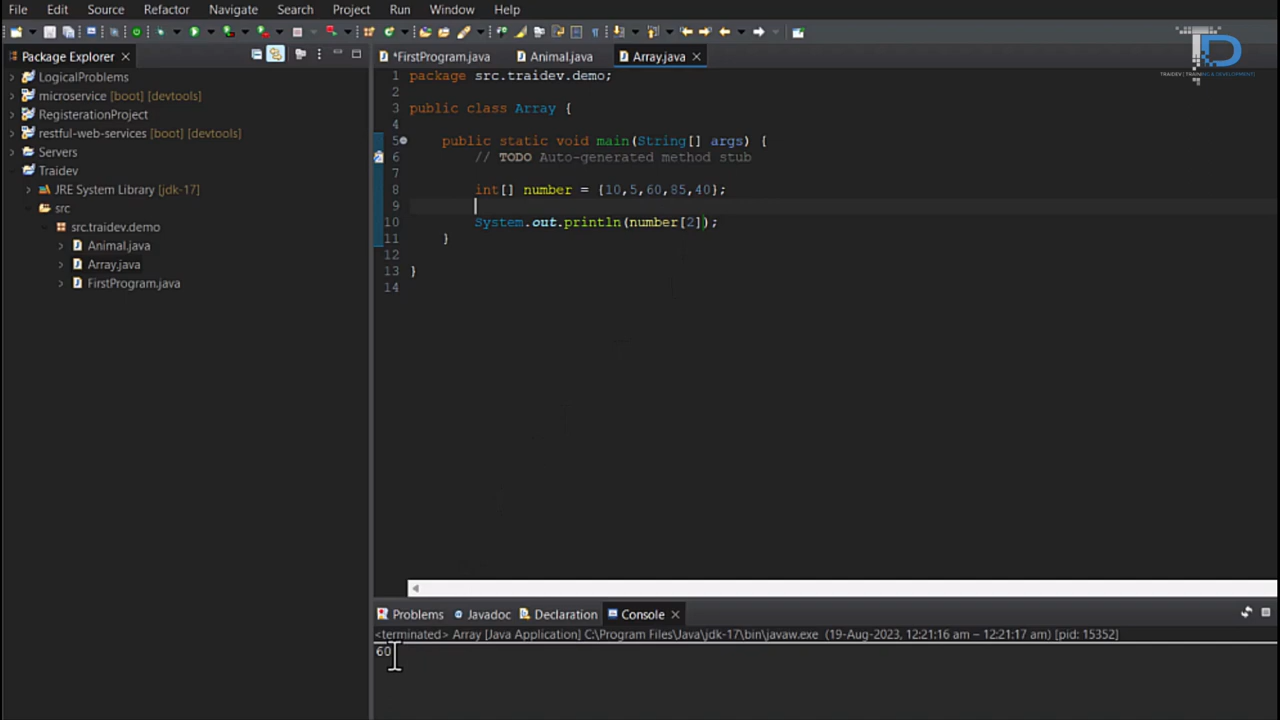 File Edit Source Refactor Navigate Search Project Run Window Help
Package Explorer
LogicalProblems
microservice [boot] [devtools]
RegisterationProject
restful-web-services [boot] [devtools]
Servers
Traidev
JRE System Library [jdk-17]
src
src.traidev.demo
Animal.java
Array.java
FirstProgram.java
*FirstProgram.java Animal.java Array.java
TRAIDEV [TRAINING & DEVELOPMENT]
1 package src.traidev.demo;
2
3 public class Array {
4
5 public static void main(String[] args) {
6 // TODO Auto-generated method stub
7
8 int[] number = {10,5,60,85,40};
9
10 System.out.println(number[2]);
11 }
12
13 }
14
Problems Javadoc Declaration Console
<terminated> Array [Java Application] C:\Program Files\Java\jdk-17\bin\javaw.exe (19-Aug-2023, 12:21:16 am – 12:21:17 am) [pid: 15352]
60